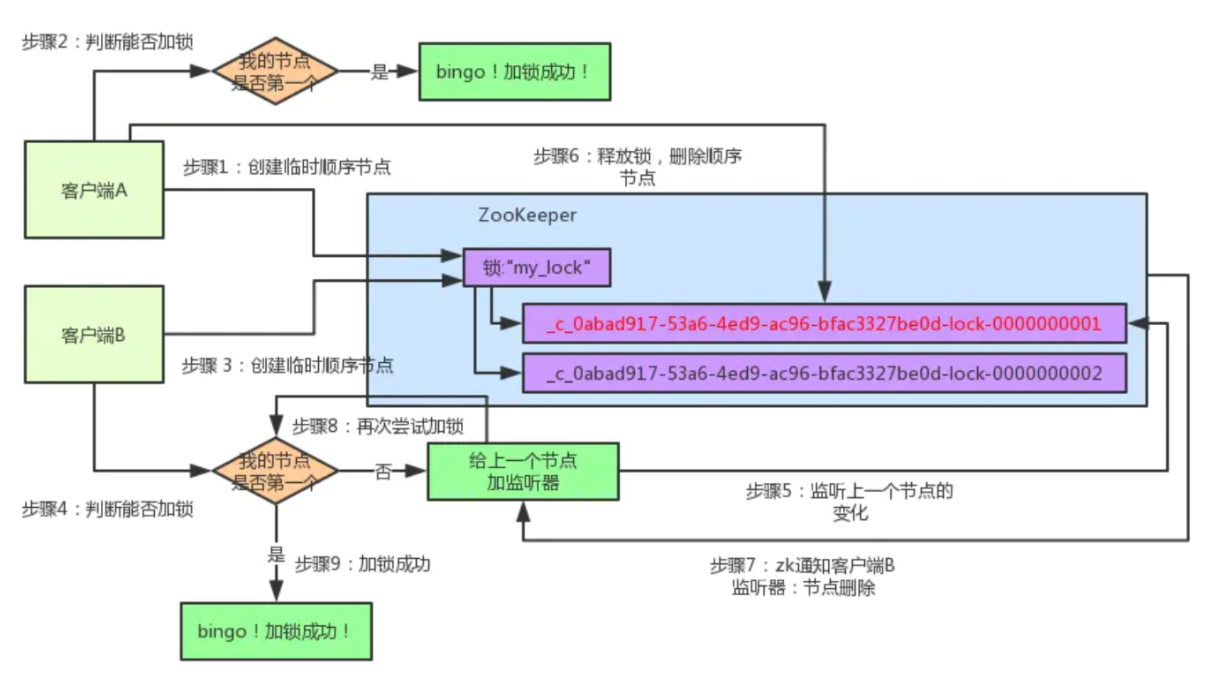 步骤2：判断能否加锁
我的节点
是否第一个
是
bingo！加锁成功！
客户端A
步骤1：创建临时顺序节点
步骤6：释放锁，删除顺序
节点
ZooKeeper
锁:"my_lock"
_c_0abad917-53a6-4ed9-ac96-bfac3327be0d-lock-0000000001
_c_0abad917-53a6-4ed9-ac96-bfac3327be0d-lock-0000000002
客户端B
步骤 3：创建临时顺序节点
步骤8：再次尝试加锁
我的节点
是否第一个
否
给上一个节点
加监听器
步骤5：监听上一个节点的
变化
步骤4：判断能否加锁
是
步骤9：加锁成功
步骤7：zk通知客户端B
监听器：节点删除
bingo！加锁成功！